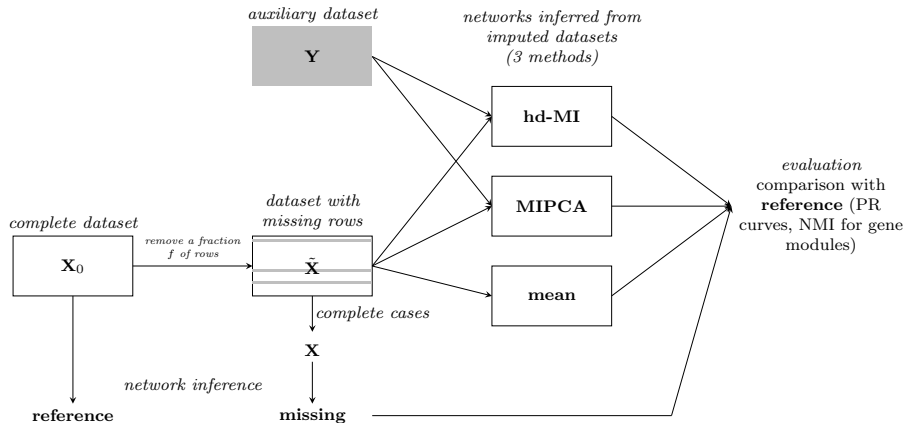 auxiliary dataset
Y
networks inferred from
imputed datasets
(3 methods)
hd-MI
MIPCA
mean
evaluation
comparison with
reference (PR
curves, NMI for gene
modules)
complete dataset
X₀
remove a fraction
f of rows
dataset with
missing rows
X̃
complete cases
X
network inference
reference
missing